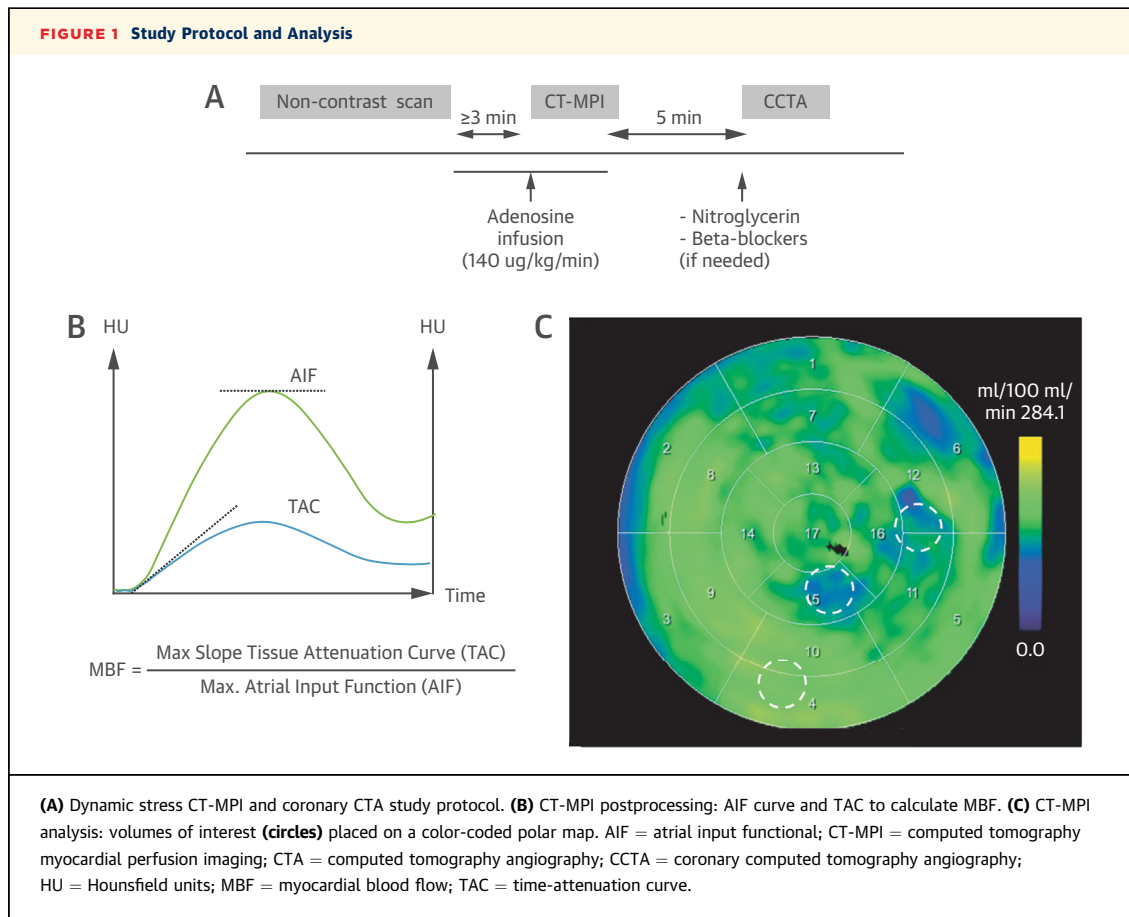 FIGURE 1 Study Protocol and Analysis
A
Non-contrast scan
CT-MPI
CCTA
≥3 min
5 min
Adenosine
infusion
(140 ug/kg/min)
- Nitroglycerin
- Beta-blockers
(if needed)
B
HU
HU
AIF
TAC
Time
MBF = Max Slope Tissue Attenuation Curve (TAC)
Max. Atrial Input Function (AIF)
C
1
7
2
6
8
13
12
14
17
16
9
15
11
3
5
10
4
ml/100 ml/
min 284.1
0.0
(A) Dynamic stress CT-MPI and coronary CTA study protocol. (B) CT-MPI postprocessing: AIF curve and TAC to calculate MBF. (C) CT-MPI
analysis: volumes of interest (circles) placed on a color-coded polar map. AIF = atrial input functional; CT-MPI = computed tomography
myocardial perfusion imaging; CTA = computed tomography angiography; CCTA = coronary computed tomography angiography;
HU = Hounsfield units; MBF = myocardial blood flow; TAC = time-attenuation curve.